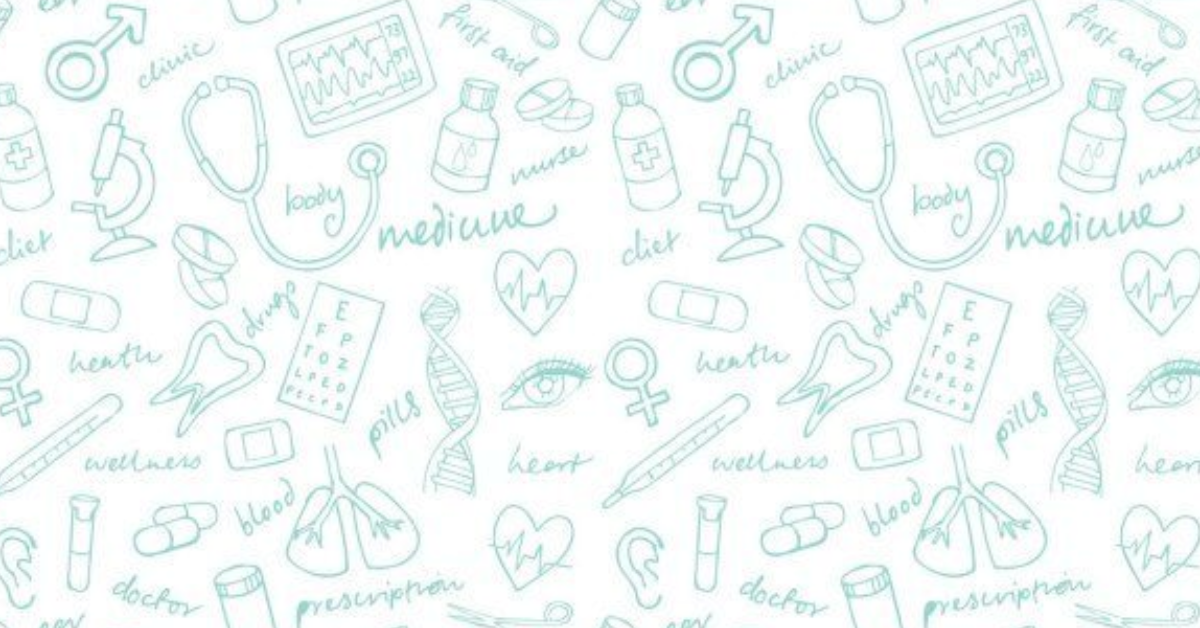 first aid
first aid
clinic
clinic
73
97
22
73
97
22
nurse
nurse
body
body
medicine
medicine
diet
diet
drugs
drugs
E
F P
T O Z
L P E D
P E C F D
E
F P
T O Z
L P E D
P E C F D
health
health
pills
pills
wellness
wellness
heart
heart
blood
blood
doctor
doctor
prescription
prescription